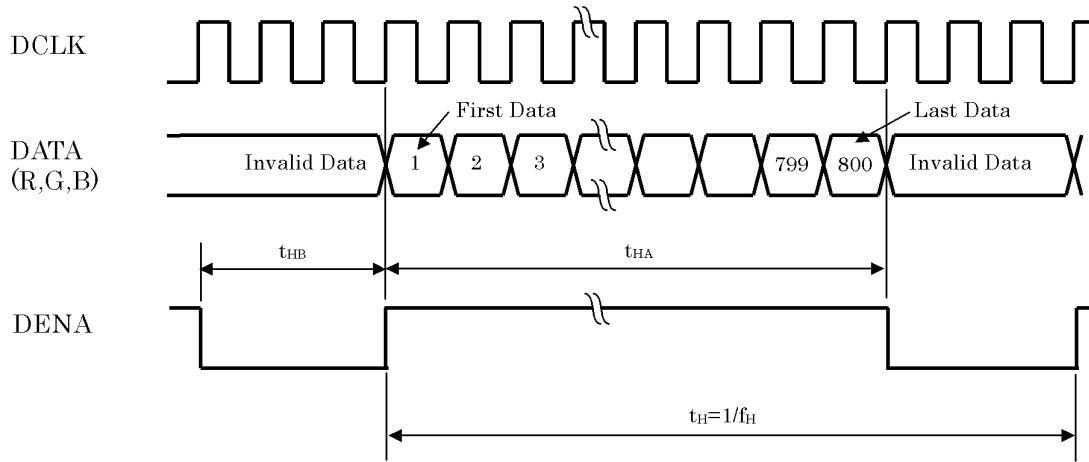 DCLK
First Data
Last Data
DATA
(R,G,B)
Invalid Data 1 2 3 799 800 Invalid Data
tHB
tHA
DENA
tH=1/fH